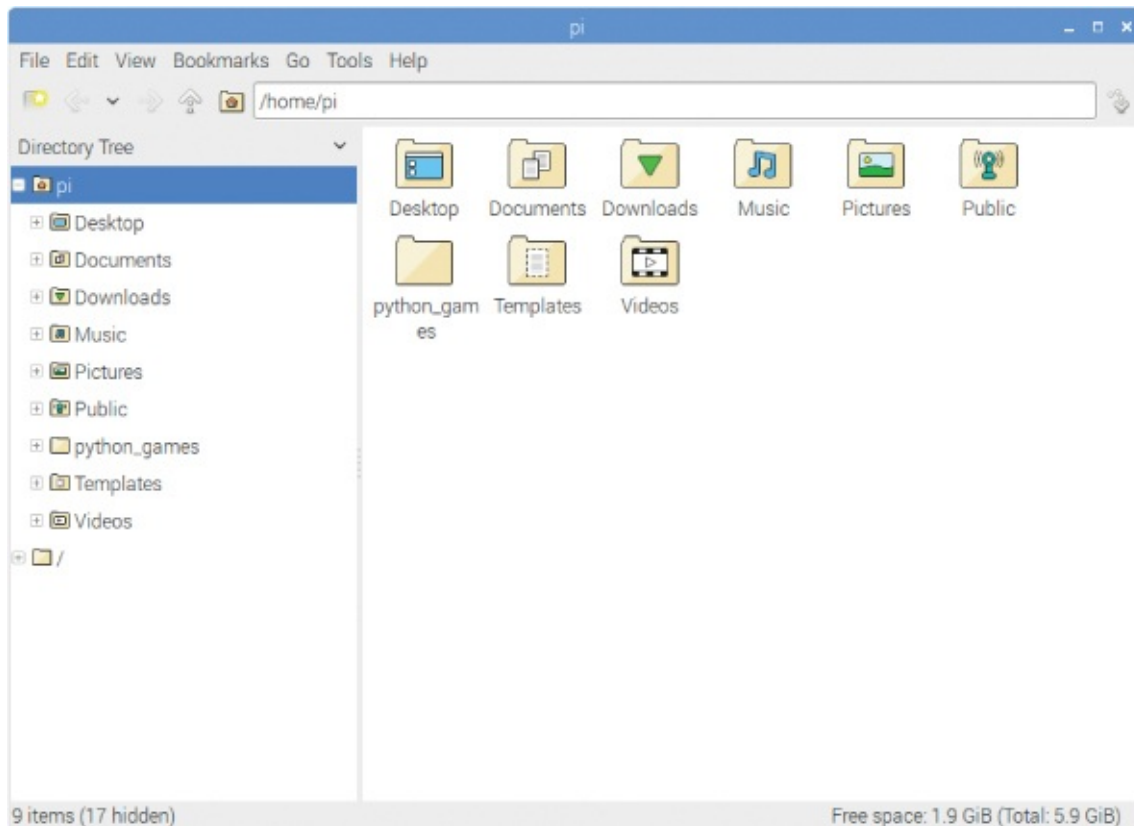 pi
File Edit View Bookmarks Go Tools Help
/home/pi
Directory Tree
pi
Desktop
Documents
Downloads
Music
Pictures
Public
python_games
Templates
Videos
/
Desktop Documents Downloads Music Pictures Public
python_gam Templates Videos
es
9 items (17 hidden) Free space: 1.9 GiB (Total: 5.9 GiB)